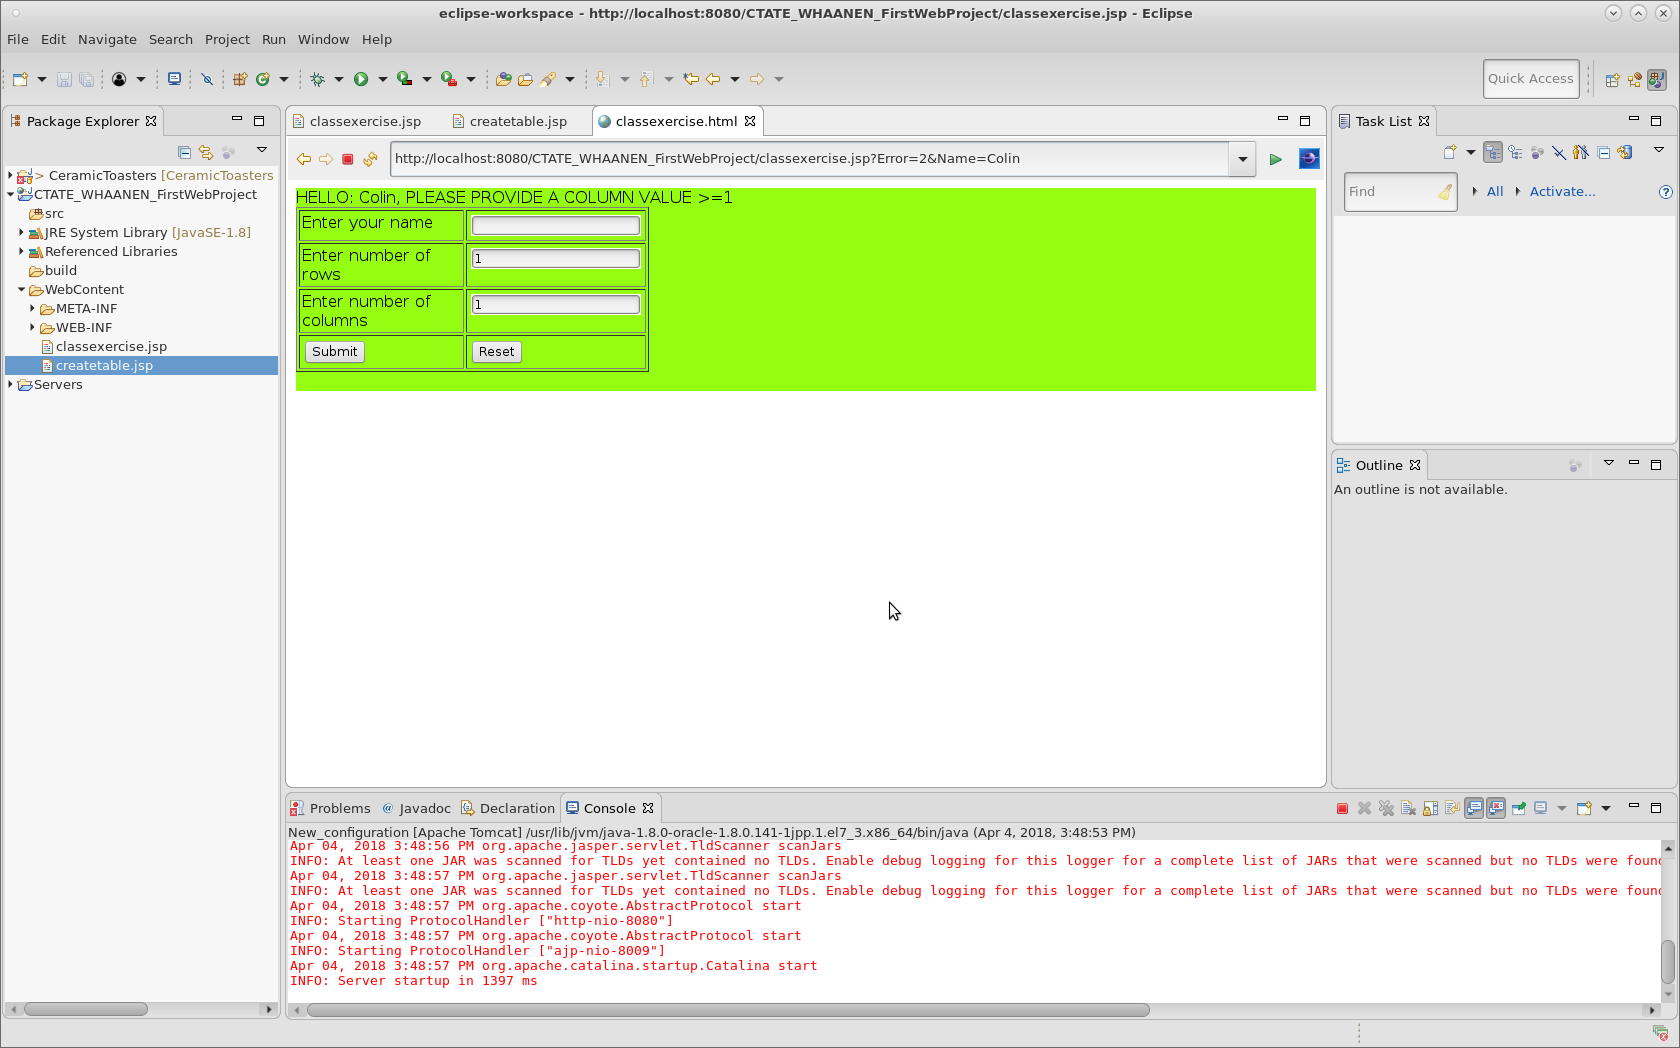 eclipse-workspace - http://localhost:8080/CTATE_WHAANEN_FirstWebProject/classexercise.jsp - Eclipse
File Edit Navigate Search Project Run Window Help
Quick Access
Package Explorer
> CeramicToasters [CeramicToasters
CTATE_WHAANEN_FirstWebProject
src
JRE System Library [JavaSE-1.8]
Referenced Libraries
build
WebContent
META-INF
WEB-INF
classexercise.jsp
createtable.jsp
Servers
classexercise.jsp createtable.jsp classexercise.html
http://localhost:8080/CTATE_WHAANEN_FirstWebProject/classexercise.jsp?Error=2&Name=Colin
HELLO: Colin, PLEASE PROVIDE A COLUMN VALUE >=1
Enter your name
Enter number of
rows
1
Enter number of
columns
1
Submit Reset
Task List
Find All Activate...
Outline
An outline is not available.
Problems @ Javadoc Declaration Console
New_configuration [Apache Tomcat] /usr/lib/jvm/java-1.8.0-oracle-1.8.0.141-1jpp.1.el7_3.x86_64/bin/java (Apr 4, 2018, 3:48:53 PM)
Apr 04, 2018 3:48:56 PM org.apache.jasper.servlet.TldScanner scanJars
INFO: At least one JAR was scanned for TLDs yet contained no TLDs. Enable debug logging for this logger for a complete list of JARs that were scanned but no TLDs were found
Apr 04, 2018 3:48:57 PM org.apache.jasper.servlet.TldScanner scanJars
INFO: At least one JAR was scanned for TLDs yet contained no TLDs. Enable debug logging for this logger for a complete list of JARs that were scanned but no TLDs were found
Apr 04, 2018 3:48:57 PM org.apache.coyote.AbstractProtocol start
INFO: Starting ProtocolHandler ["http-nio-8080"]
Apr 04, 2018 3:48:57 PM org.apache.coyote.AbstractProtocol start
INFO: Starting ProtocolHandler ["ajp-nio-8009"]
Apr 04, 2018 3:48:57 PM org.apache.catalina.startup.Catalina start
INFO: Server startup in 1397 ms